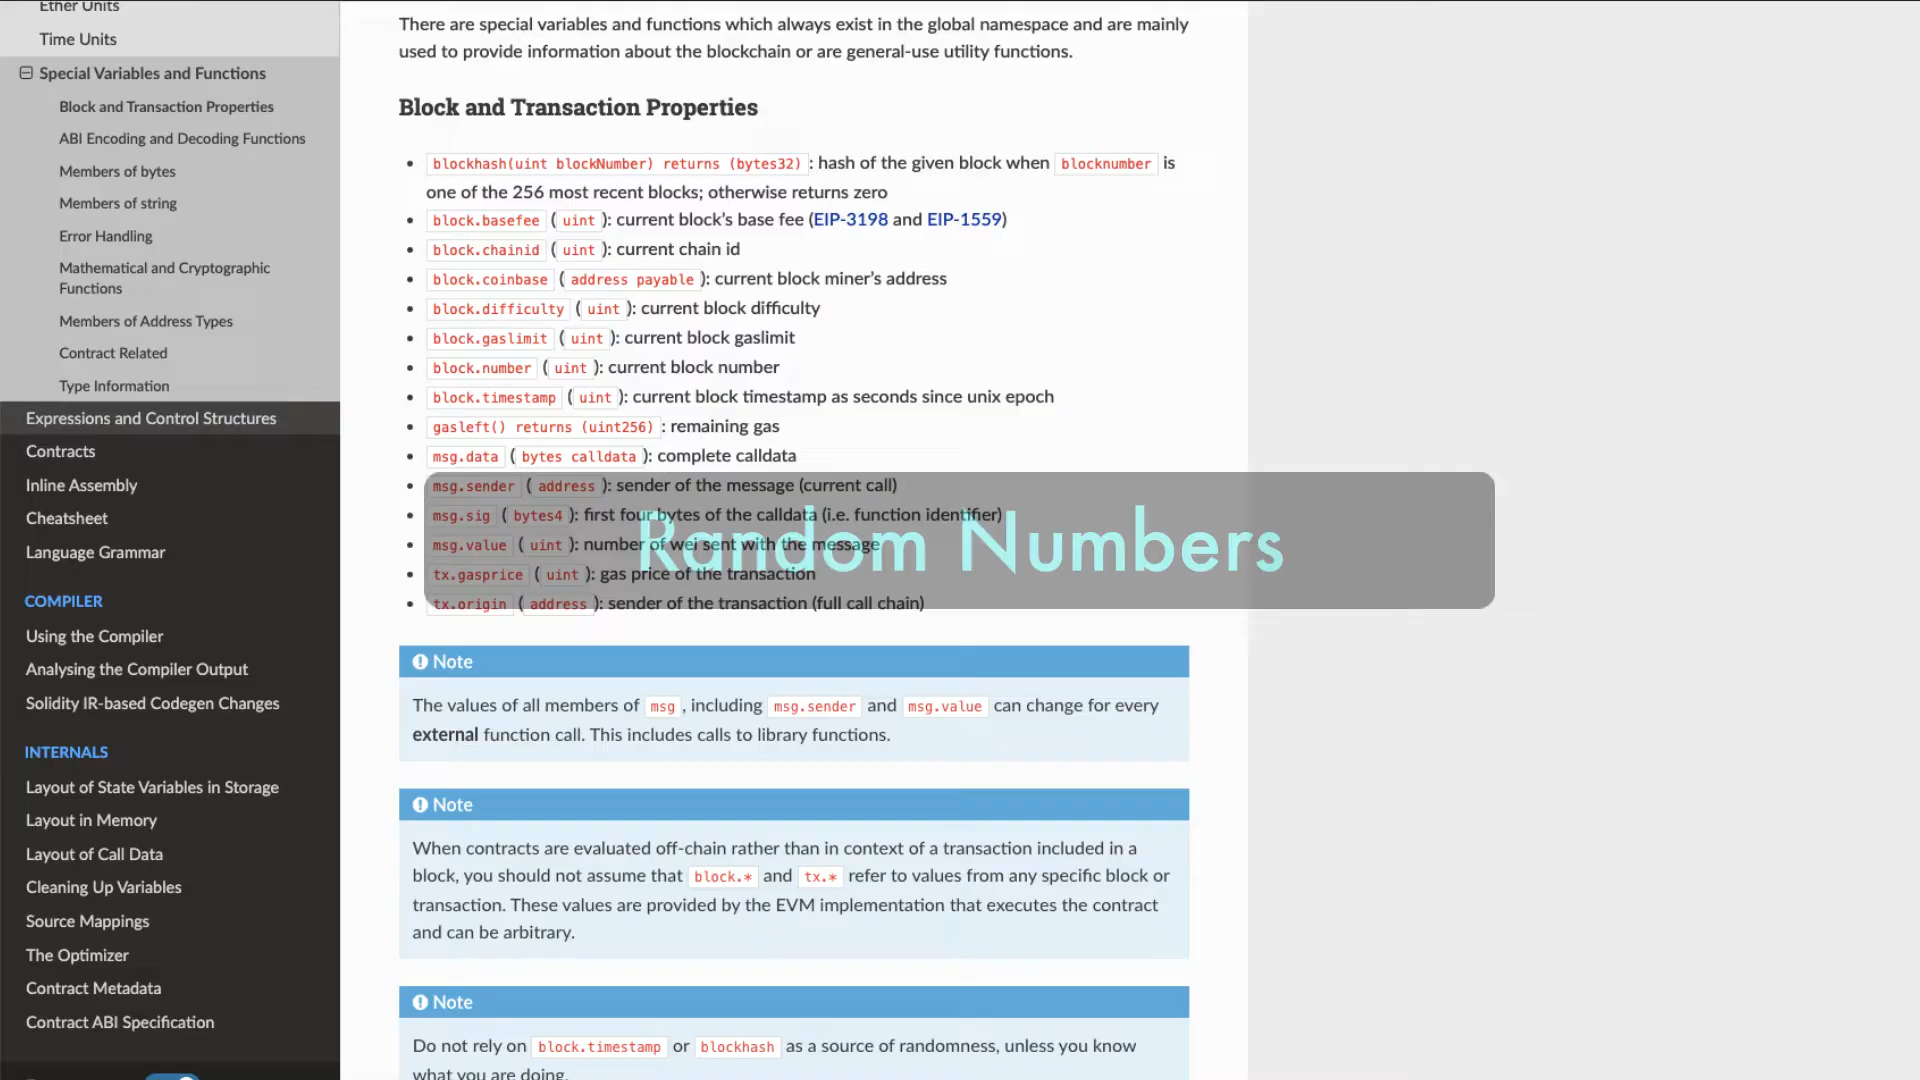 Ether Units
Time Units
Special Variables and Functions
Block and Transaction Properties
ABI Encoding and Decoding Functions
Members of bytes
Members of string
Error Handling
Mathematical and Cryptographic
Functions
Members of Address Types
Contract Related
Type Information
Expressions and Control Structures
Contracts
Inline Assembly
Cheatsheet
Language Grammar
COMPILER
Using the Compiler
Analysing the Compiler Output
Solidity IR-based Codegen Changes
INTERNALS
Layout of State Variables in Storage
Layout in Memory
Layout of Call Data
Cleaning Up Variables
Source Mappings
The Optimizer
Contract Metadata
Contract ABI Specification
There are special variables and functions which always exist in the global namespace and are mainly
used to provide information about the blockchain or are general-use utility functions.
Block and Transaction Properties
• blockhash(uint blockNumber) returns (bytes32) : hash of the given block when blocknumber is
one of the 256 most recent blocks; otherwise returns zero
• block.basefee ( uint ): current block’s base fee (EIP-3198 and EIP-1559)
• block.chainid ( uint ): current chain id
• block.coinbase ( address payable ): current block miner’s address
• block.difficulty ( uint ): current block difficulty
• block.gaslimit ( uint ): current block gaslimit
• block.number ( uint ): current block number
• block.timestamp ( uint ): current block timestamp as seconds since unix epoch
• gasleft() returns (uint256) : remaining gas
• msg.data ( bytes calldata ): complete calldata
• msg.sender ( address ): sender of the message (current call)
• msg.sig ( bytes4 ): first four bytes of the calldata (i.e. function identifier)
• msg.value ( uint ): number of wei sent with the message
• tx.gasprice ( uint ): gas price of the transaction
• tx.origin ( address ): sender of the transaction (full call chain)
Random Numbers
Note
The values of all members of msg , including msg.sender and msg.value can change for every
external function call. This includes calls to library functions.
Note
When contracts are evaluated off-chain rather than in context of a transaction included in a
block, you should not assume that block.* and tx.* refer to values from any specific block or
transaction. These values are provided by the EVM implementation that executes the contract
and can be arbitrary.
Note
Do not rely on block.timestamp or blockhash as a source of randomness, unless you know
what you are doing.